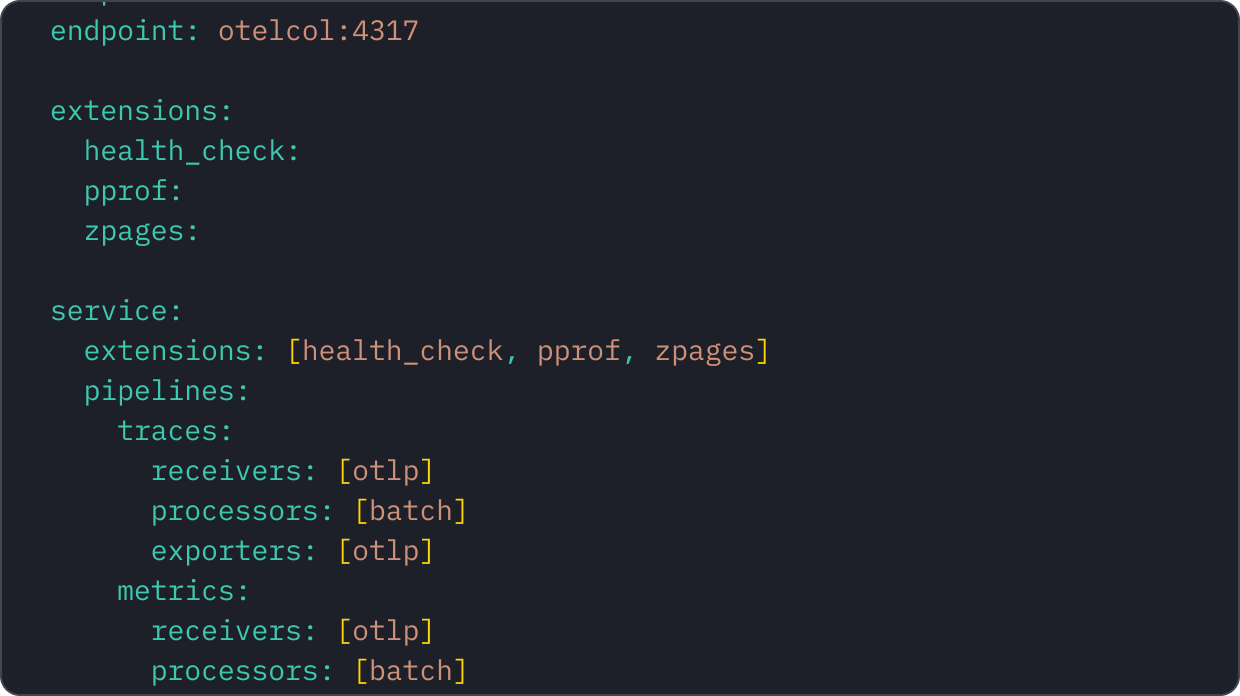 endpoint: otelcol:4317

extensions:
  health_check:
  pprof:
  zpages:

service:
  extensions: [health_check, pprof, zpages]
  pipelines:
    traces:
      receivers: [otlp]
      processors: [batch]
      exporters: [otlp]
    metrics:
      receivers: [otlp]
      processors: [batch]